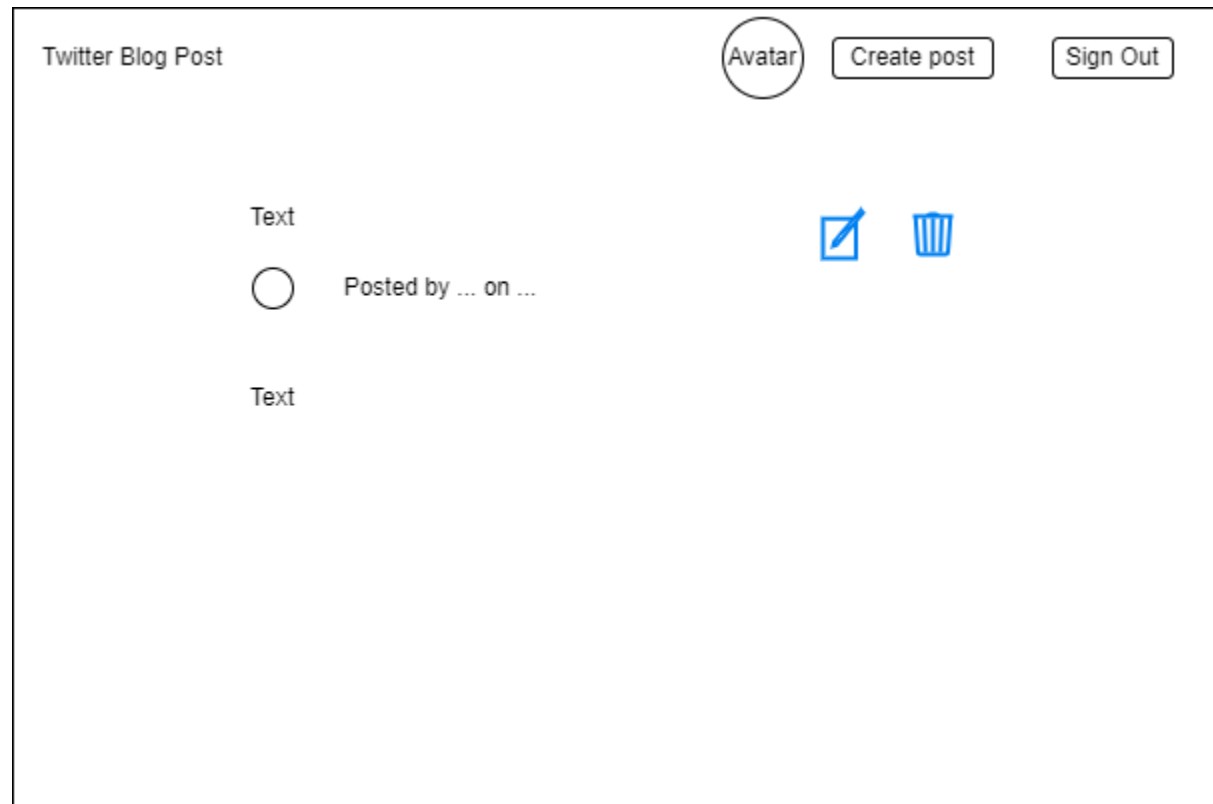 Twitter Blog Post
Avatar
Create post
Sign Out
Text
Posted by ... on ...
Text